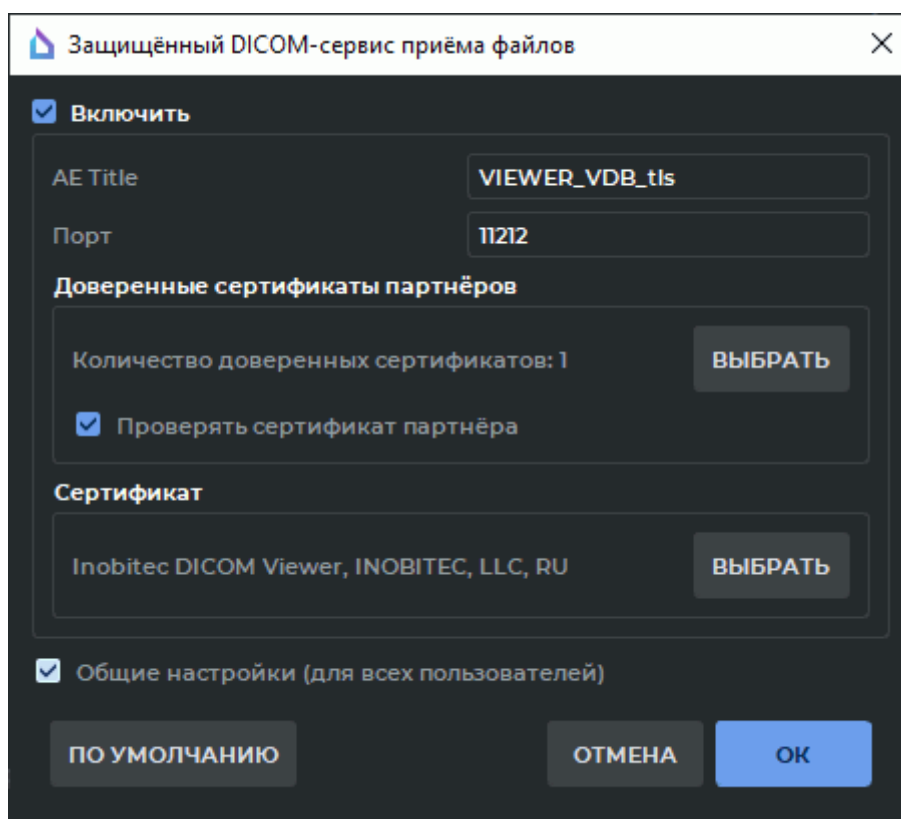 Защищённый DICOM-сервис приёма файлов
Включить
AE Title VIEWER_VDB_tls
Порт 11212
Доверенные сертификаты партнёров
Количество доверенных сертификатов: 1 ВЫБРАТЬ
Проверять сертификат партнёра
Сертификат
Inobitec DICOM Viewer, INOBITEC, LLC, RU ВЫБРАТЬ
Общие настройки (для всех пользователей)
ПО УМОЛЧАНИЮ ОТМЕНА ОК